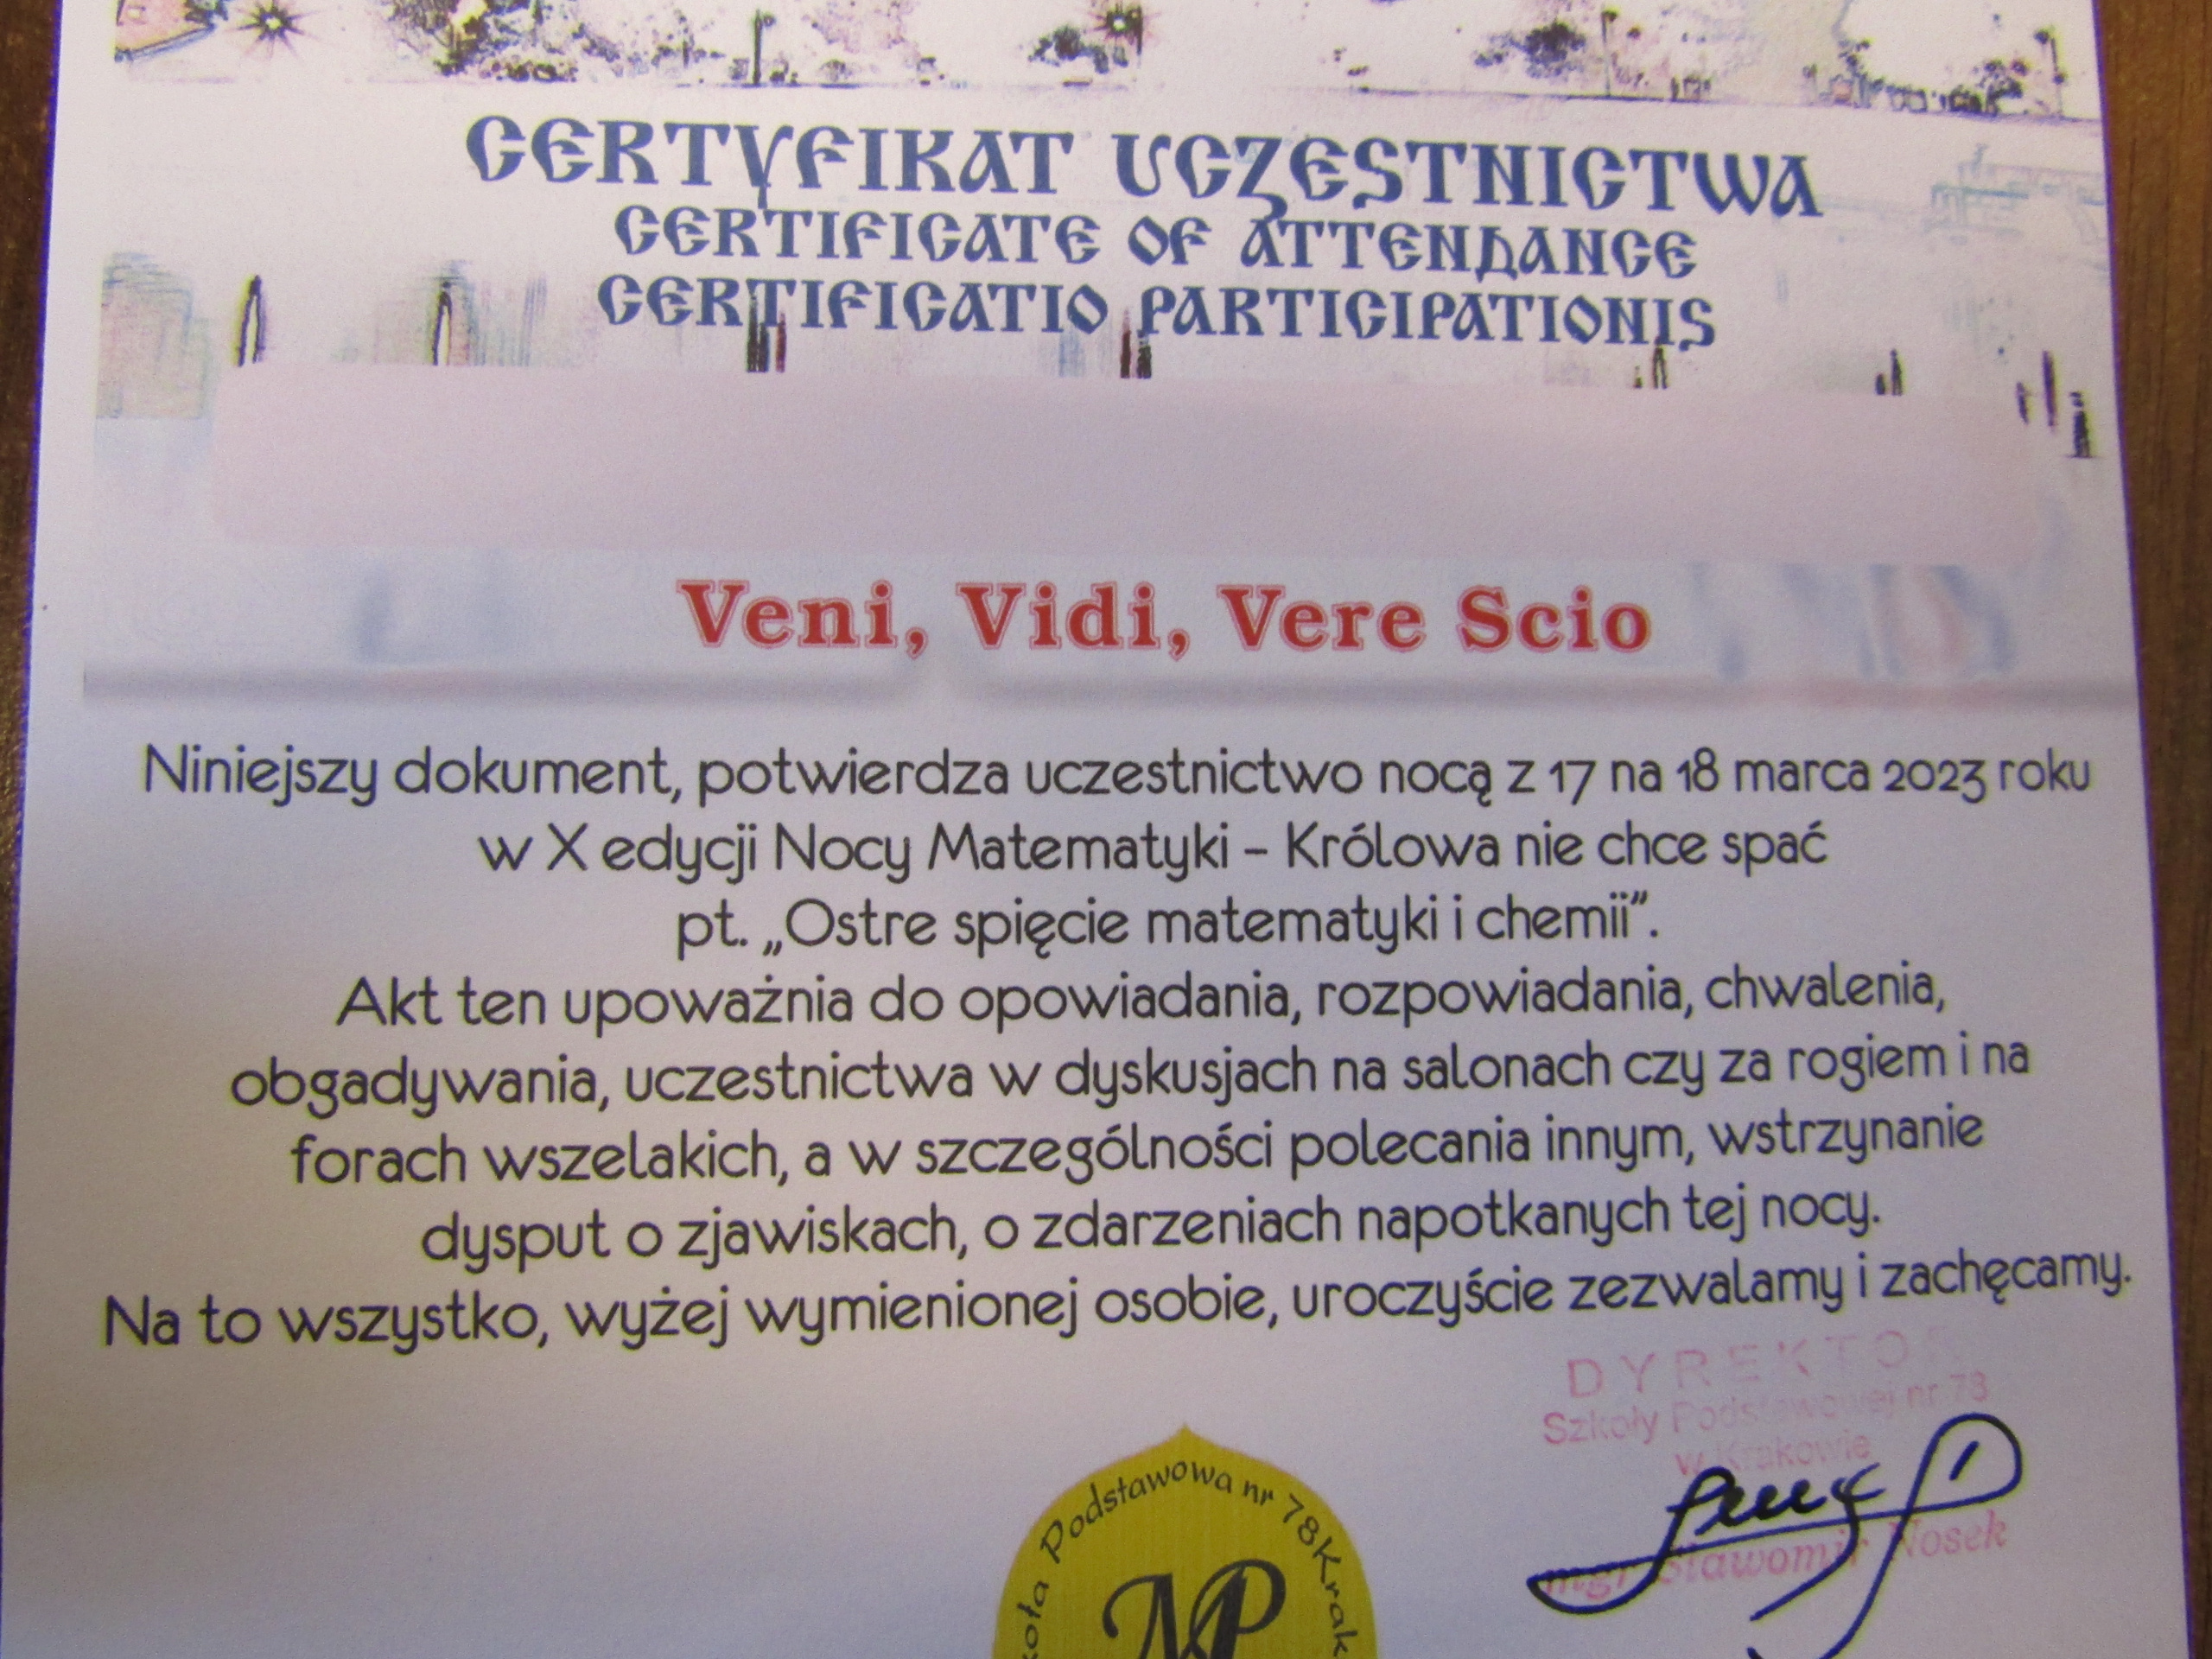 CERTYFIKAT UCZESTNICTWA
CERTIFICATE OF ATTENDANCE
CERTIFICATIO PARTICIPATIONIS
Veni, Vidi, Vere Scio
Niniejszy dokument, potwierdza uczestnictwo nocą z 17 na 18 marca 2023 roku
w X edycji Nocy Matematyki – Królowa nie chce spać
pt. „Ostre spięcie matematyki i chemii”.
Akt ten upoważnia do opowiadania, rozpowiadania, chwalenia,
obgadywania, uczestnictwa w dyskusjach na salonach czy za rogiem i na
forach wszelakich, a w szczególności polecania innym, wstrzynanie
dysput o zjawiskach, o zdarzeniach napotkanych tej nocy.
Na to wszystko, wyżej wymienionej osobie, uroczyście zezwalamy i zachęcamy.
DYREKTOR
Szkoły Podstawowej nr 78
w Krakowie
mgr Sławomir Nosek
koła Podstawowa nr 78 Krak
MP